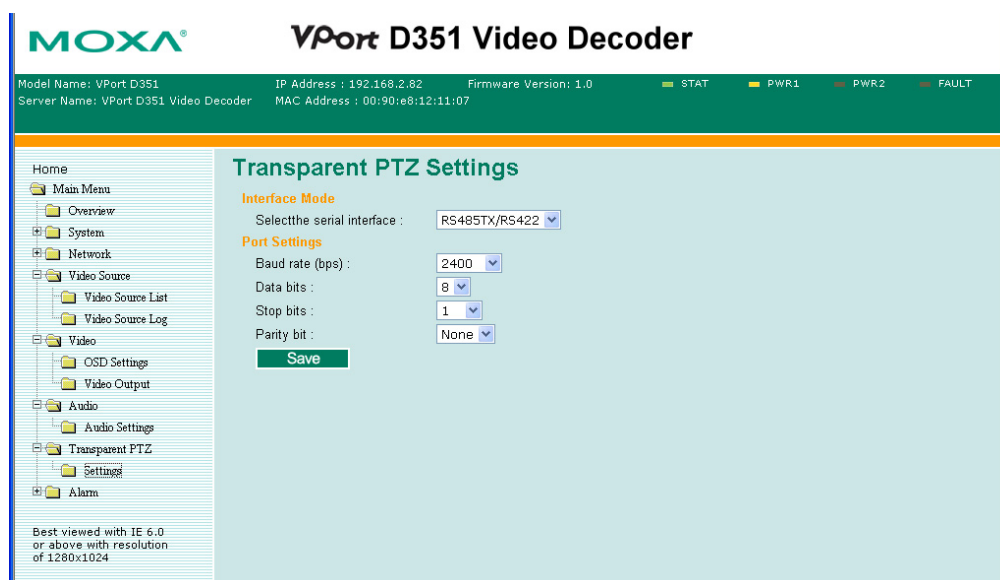 MOXA®
VPort D351 Video Decoder
Model Name: VPort D351
IP Address : 192.168.2.82
Firmware Version: 1.0
STAT
PWR1
PWR2
FAULT
Server Name: VPort D351 Video Decoder
MAC Address : 00:90:e8:12:11:07
Home
Main Menu
Overview
System
Network
Video Source
Video Source List
Video Source Log
Video
OSD Settings
Video Output
Audio
Audio Settings
Transparent PTZ
Settings
Alarm
Best viewed with IE 6.0
or above with resolution
of 1280x1024
Transparent PTZ Settings
Interface Mode
Selectthe serial interface : RS485TX/RS422
Port Settings
Baud rate (bps) : 2400
Data bits : 8
Stop bits : 1
Parity bit : None
Save